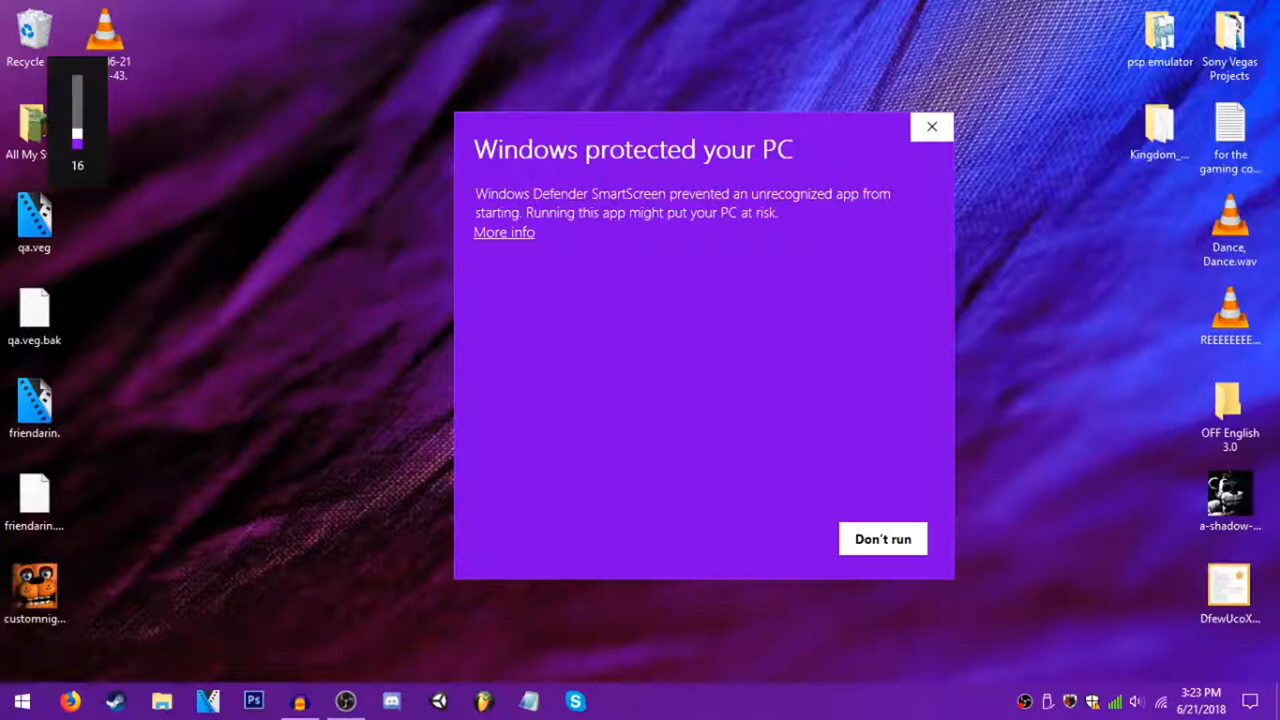 Recycle
6-21
-43.
16
All My S
qa.veg
qa.veg.bak
friendarin.
friendarin....
customnig...
Windows protected your PC
Windows Defender SmartScreen prevented an unrecognized app from
starting. Running this app might put your PC at risk.
More info
Don't run
psp emulator
Sony Vegas
Projects
Kingdom_...
for the
gaming co...
Dance,
Dance.wav
REEEEEEEE...
OFF English
3.0
a-shadow-...
DfewUcoX...
Ps
3:23 PM
6/21/2018